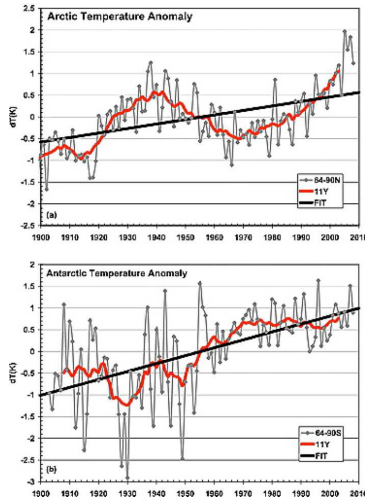 Arctic Temperature Anomaly
2.5
2
1.5
1
0.5
0
-0.5
-1
-1.5
-2
-2.5
dT(K)
64-90N
11Y
FIT
(a)
1900 1910 1920 1930 1940 1950 1960 1970 1980 1990 2000 2010
Antarctic Temperature Anomaly
2
1.5
1
0.5
0
-0.5
-1
-1.5
-2
-2.5
-3
dT(K)
64-90S
11Y
FIT
(b)
1900 1910 1920 1930 1940 1950 1960 1970 1980 1990 2000 2010